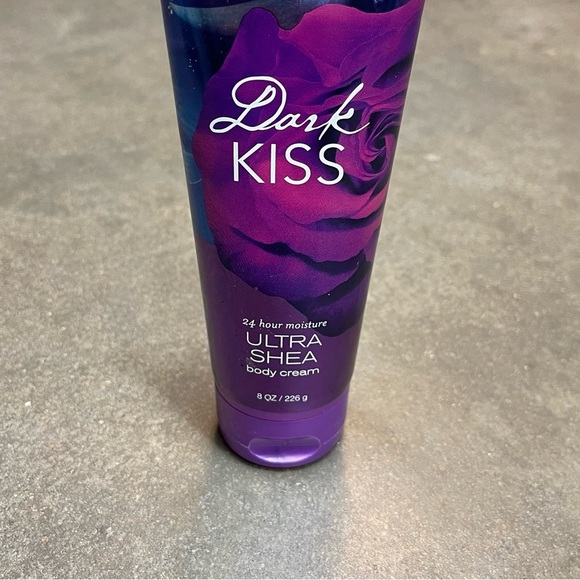 Dark
KISS
24 hour moisture
ULTRA
SHEA
body cream
8 OZ / 226 g